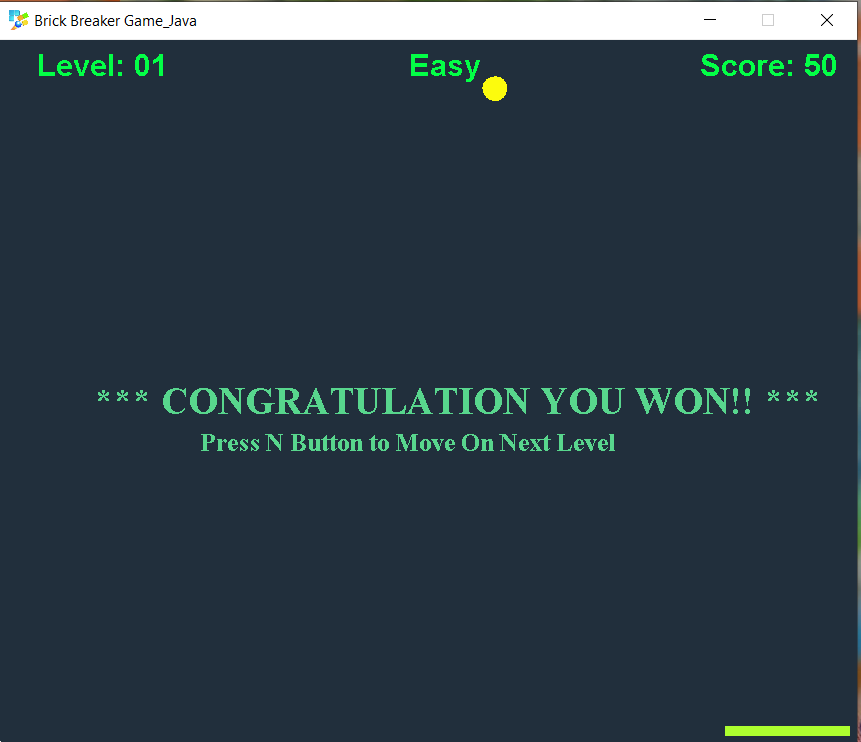 Brick Breaker Game_Java
Level: 01 Easy Score: 50
*** CONGRATULATION YOU WON!! ***
Press N Button to Move On Next Level